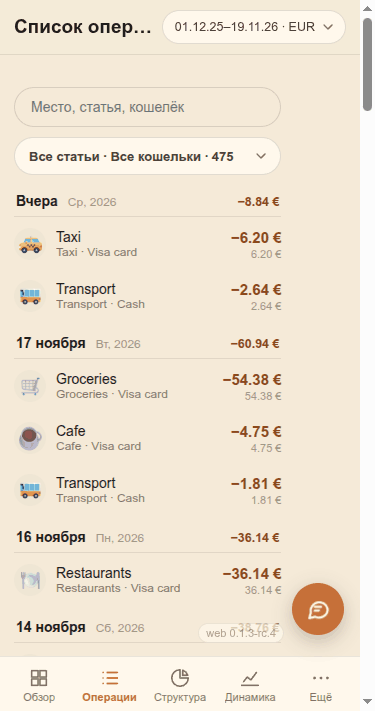 Список опер...
01.12.25–19.11.26 · EUR
Место, статья, кошелёк
Все статьи · Все кошельки · 475
Вчера Ср, 2026 −8.84 €
Taxi −6.20 €
Taxi · Visa card 6.20 €
Transport −2.64 €
Transport · Cash 2.64 €
17 ноября Вт, 2026 −60.94 €
Groceries −54.38 €
Groceries · Visa card 54.38 €
Cafe −4.75 €
Cafe · Visa card 4.75 €
Transport −1.81 €
Transport · Cash 1.81 €
16 ноября Пн, 2026 −36.14 €
Restaurants −36.14 €
Restaurants · Visa card 36.14 €
14 ноября Сб, 2026 −38.76 €
web 0.1.3-rc.4
Обзор Операции Структура Динамика Ещё